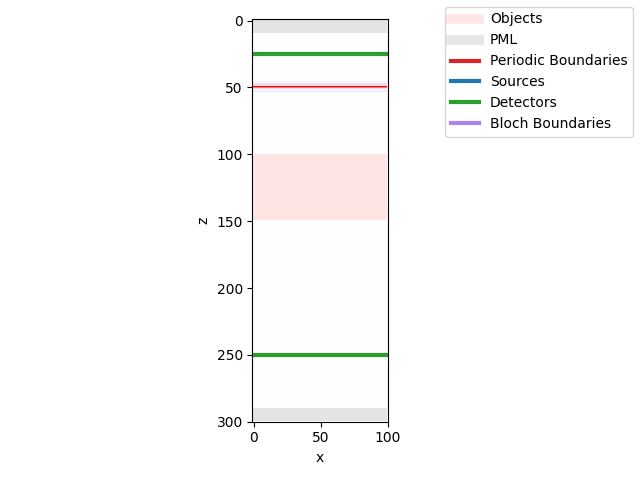 0
50
100
150
200
250
300
z
0 50 100
x
Objects
PML
Periodic Boundaries
Sources
Detectors
Bloch Boundaries